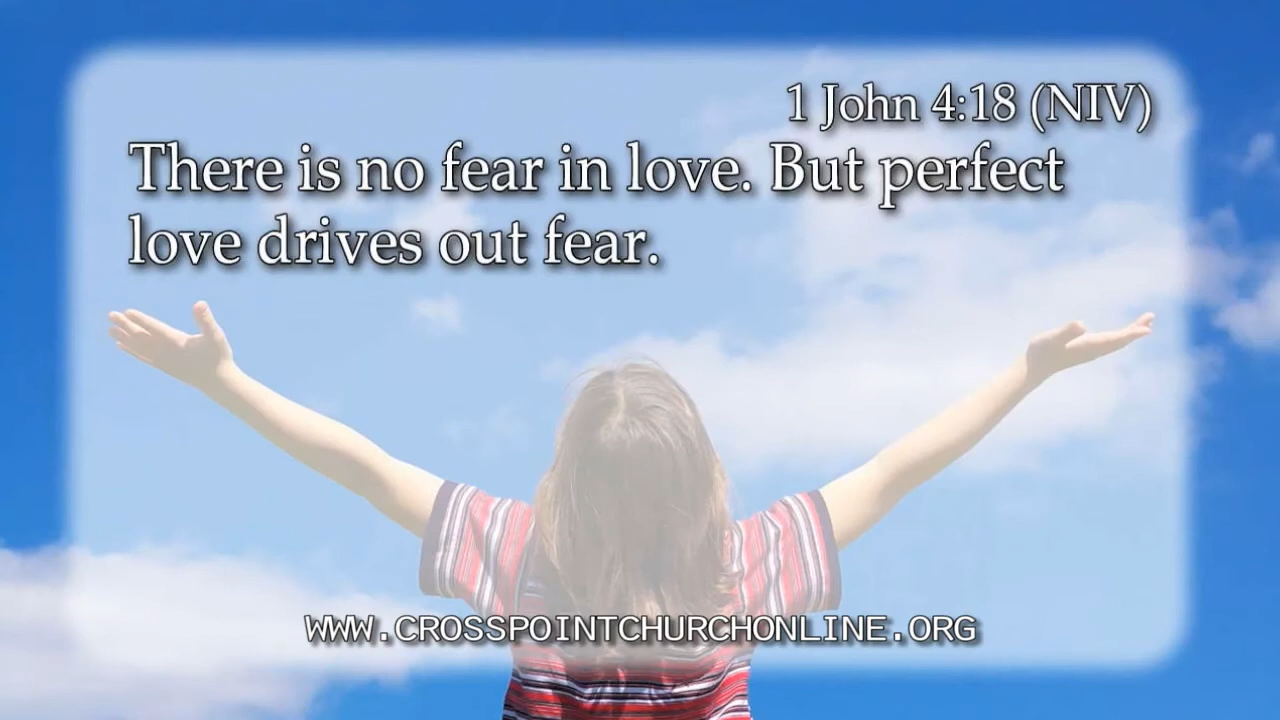 1 John 4:18 (NIV)
There is no fear in love. But perfect
love drives out fear.
WWW.CROSSPOINTCHURCHONLINE.ORG